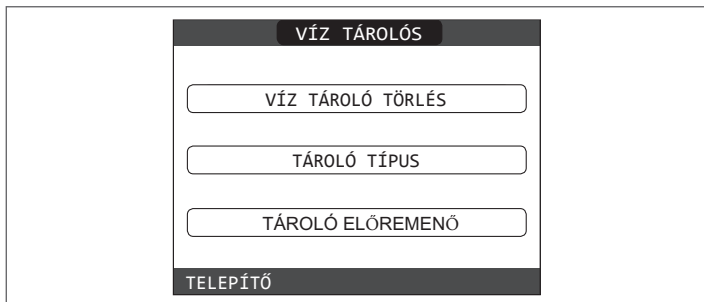 VÍZ TÁROLÓS
VÍZ TÁROLÓ TÖRLÉS
TÁROLÓ TÍPUS
TÁROLÓ ELŐREMENŐ
TELEPÍTŐ